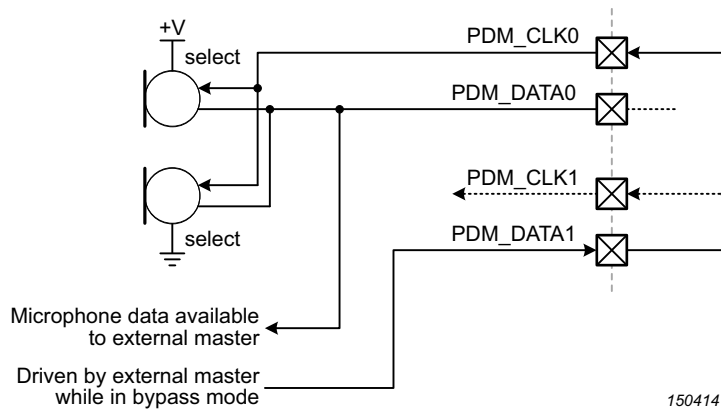 +V
select
PDM_CLK0
PDM_DATA0
PDM_CLK1
select
PDM_DATA1
Microphone data available
to external master
Driven by external master
while in bypass mode
150414